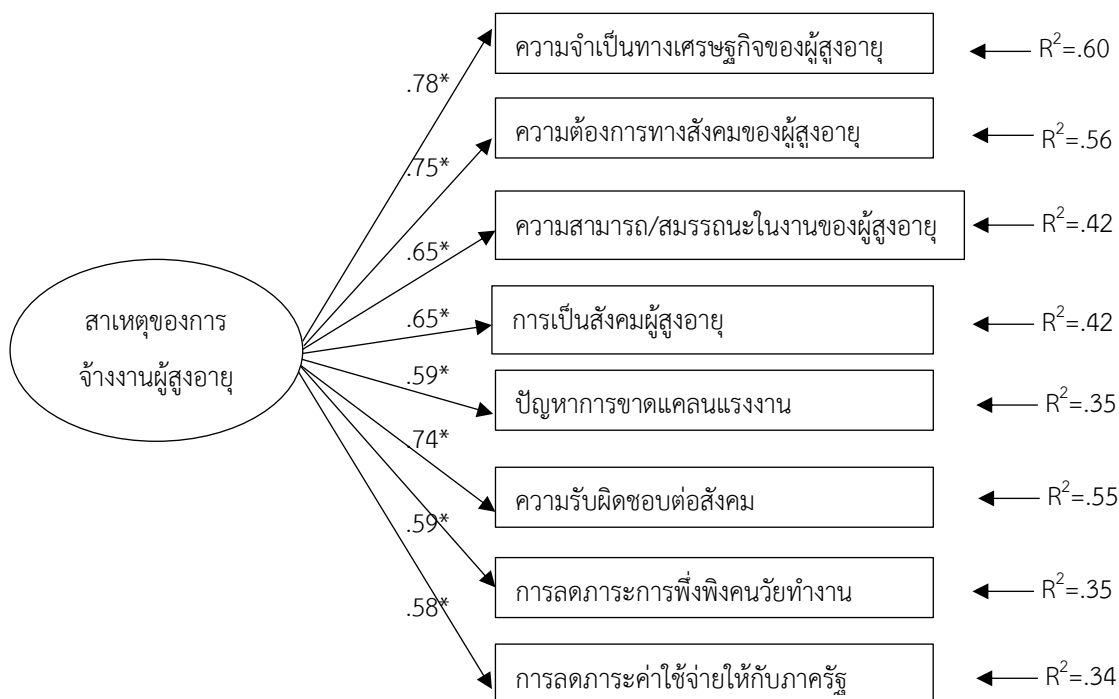 ความจำเป็นทางเศรษฐกิจของผู้สูงอายุ
R²=.60
.78*
ความต้องการทางสังคมของผู้สูงอายุ
R²=.56
.75*
ความสามารถ/สมรรถนะในงานของผู้สูงอายุ
R²=.42
.65*
สาเหตุของการ
จ้างงานผู้สูงอายุ
การเป็นสังคมผู้สูงอายุ
R²=.42
.65*
ปัญหาการขาดแคลนแรงงาน
R²=.35
.59*
ความรับผิดชอบต่อสังคม
R²=.55
.74*
การลดภาระการพึ่งพิงคนวัยทำงาน
R²=.35
.59*
การลดภาระค่าใช้จ่ายให้กับภาครัฐ
R²=.34
.58*